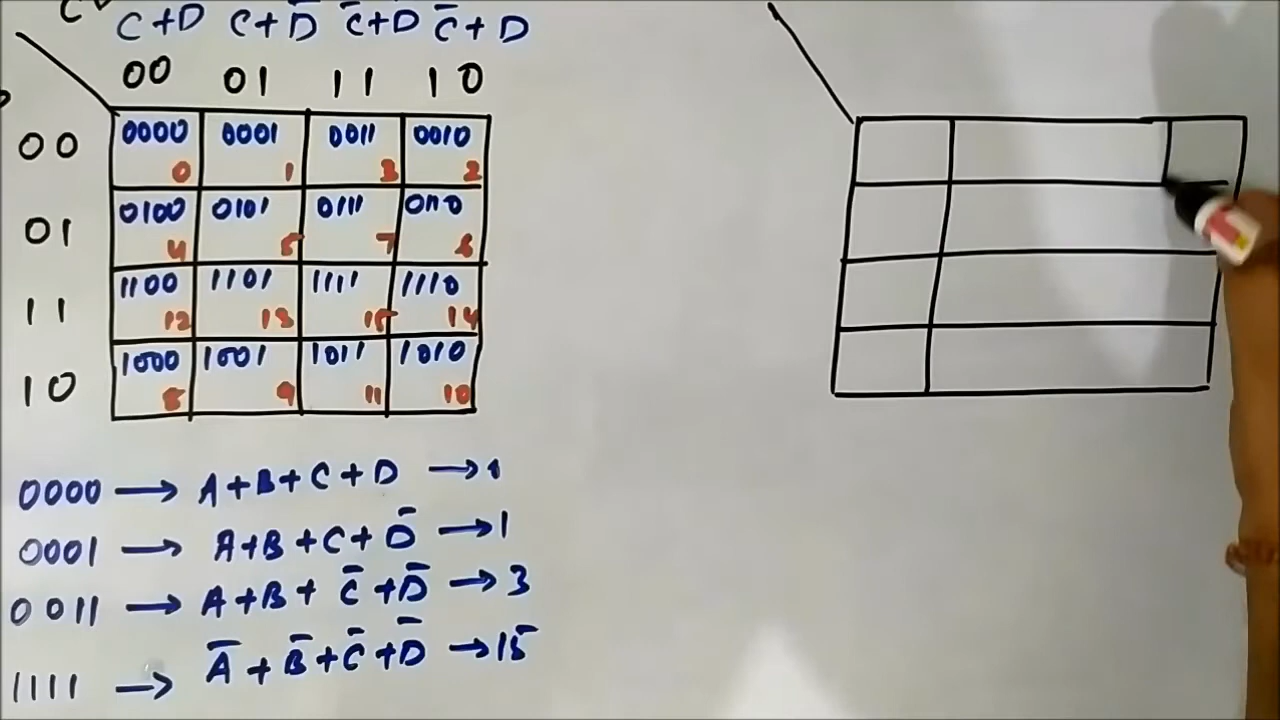 C+D C+D̅ C̅+D̅ C̅+D
00 01 11 10
00 0000 0001 0011 0010
0 1 3 2
01 0100 0101 0111 0110
4 5 7 6
11 1100 1101 1111 1110
12 13 15 14
10 1000 1001 1011 1010
8 9 11 10
0000 → A+B+C+D → 0
0001 → A+B+C+D̅ → 1
0011 → A+B+C̅+D̅ → 3
1111 → A̅+B̅+C̅+D̅ → 15